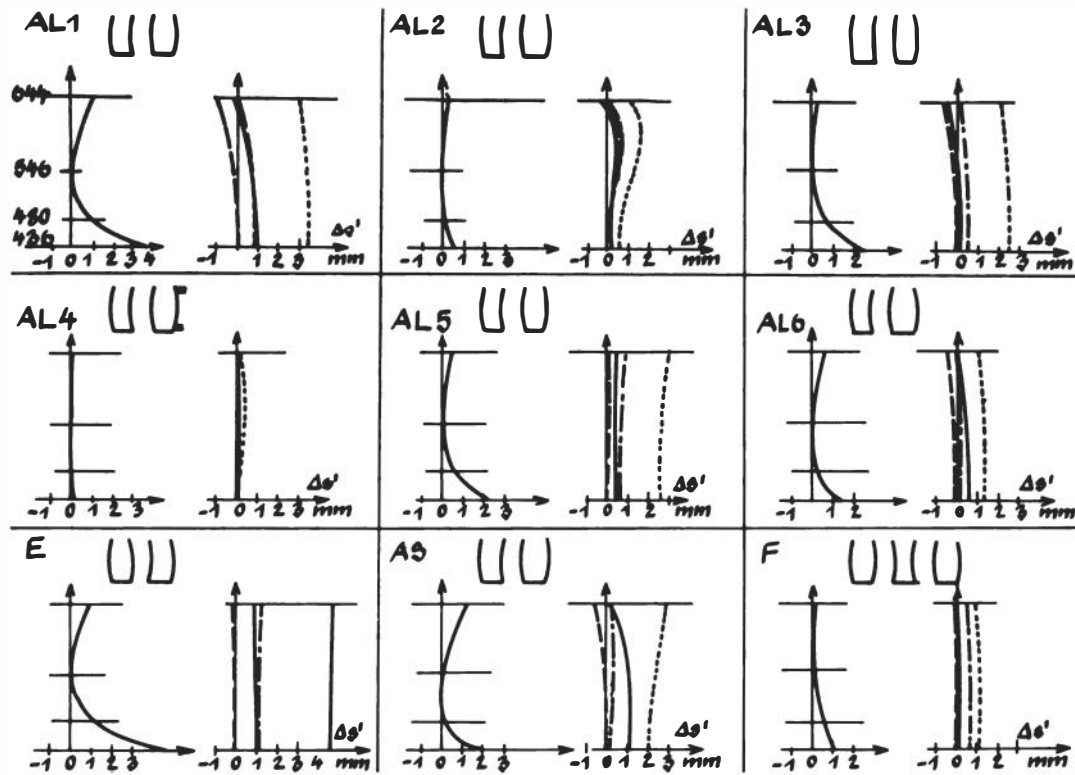 AL1
644
546
480
436
-1 0 1 2 3 4
-1 0 1 3 mm
Δs'
AL2
-1 0 1 2 3
-1 0 1 2 mm
Δs'
AL3
-1 0 1 2
-1 0 1 2 3 mm
Δs'
AL4
-1 0 1 2 3
-1 0 1 2 3 mm
Δs'
AL5
-1 0 1 2 3
-1 0 1 2 mm
Δs'
AL6
-1 0 1 2
-1 0 1 2 3 mm
Δs'
E
-1 0 1 2 3 4
-1 0 1 2 3 4 mm
Δs'
AS
-1 0 1 2 3
-1 0 1 2 3 mm
Δs'
F
-1 0 1 2
-1 0 1 2 3 mm
Δs'